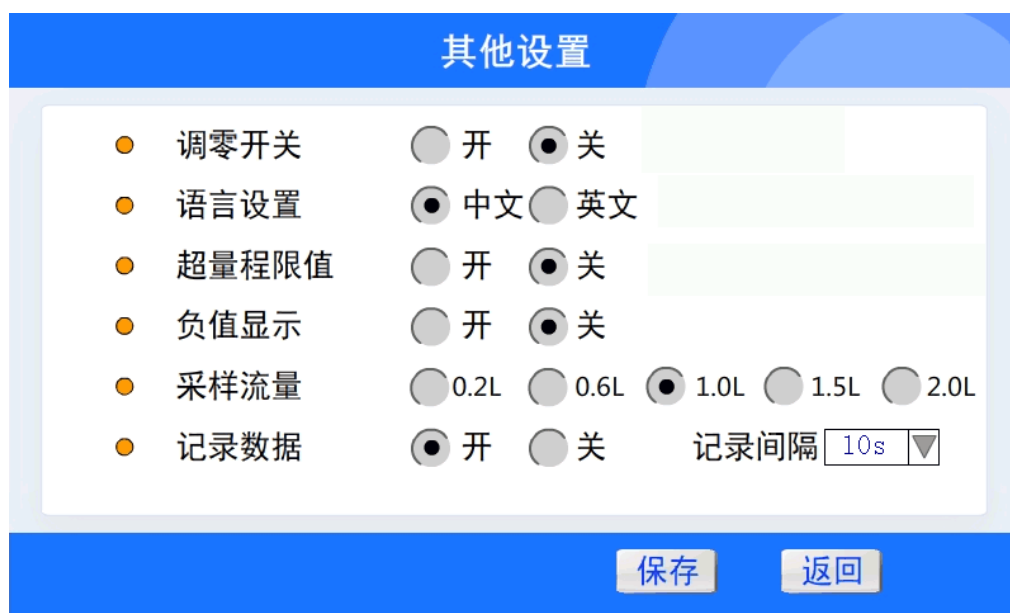 其他设置
调零开关 开 关
语言设置 中文 英文
超量程限值 开 关
负值显示 开 关
采样流量 0.2L 0.6L 1.0L 1.5L 2.0L
记录数据 开 关 记录间隔 10s
保存 返回